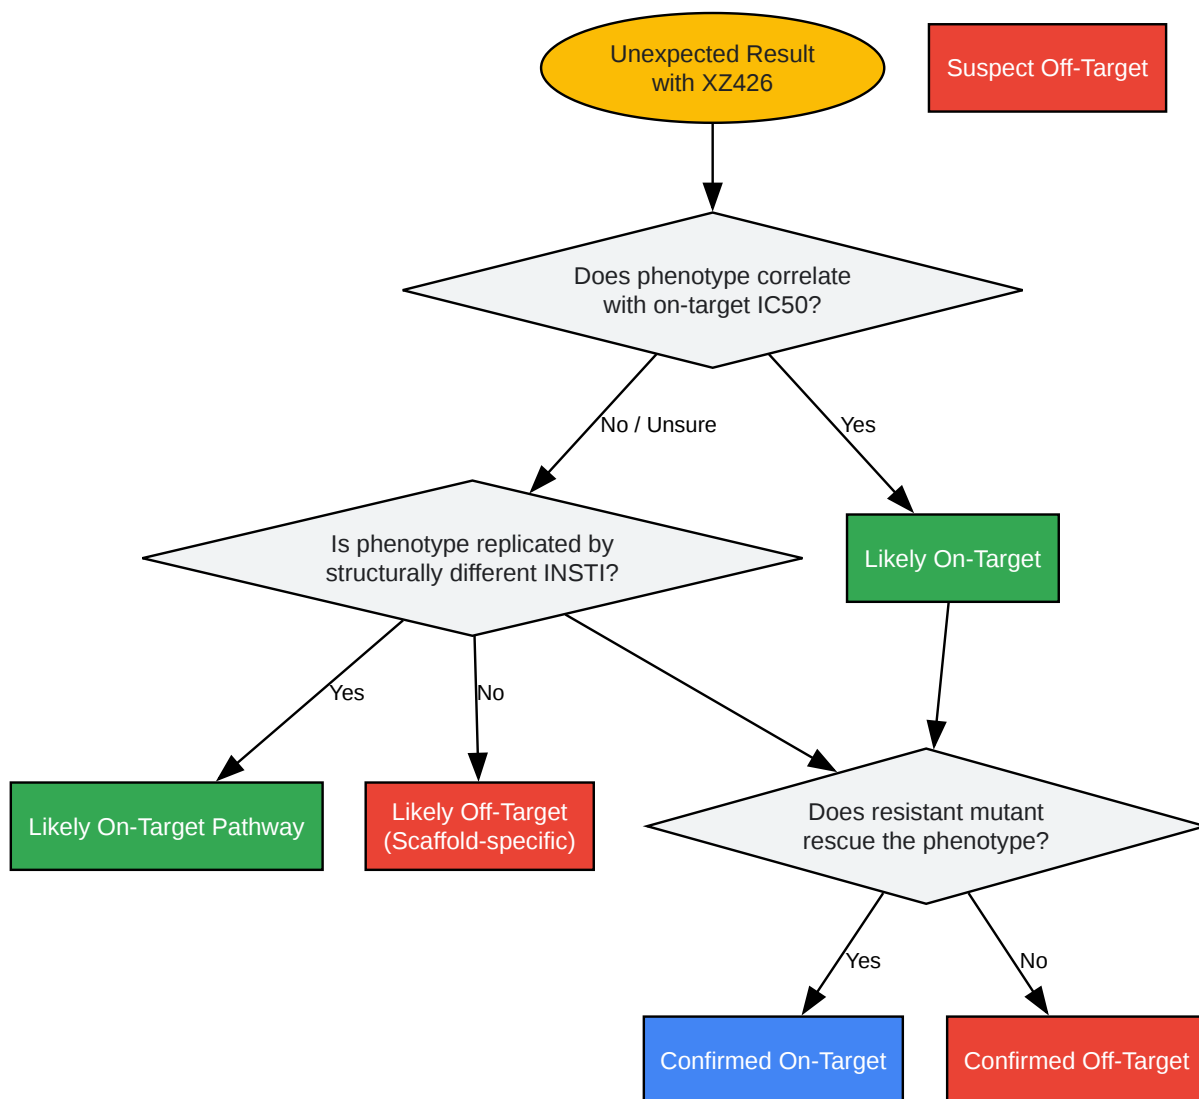 Unexpected Result
with XZ426
Suspect Off-Target
Does phenotype correlate
with on-target IC50?
No / Unsure
Yes
Is phenotype replicated by
structurally different INSTI?
Likely On-Target
Yes
No
Likely On-Target Pathway
Likely Off-Target
(Scaffold-specific)
Does resistant mutant
rescue the phenotype?
Yes
No
Confirmed On-Target
Confirmed Off-Target